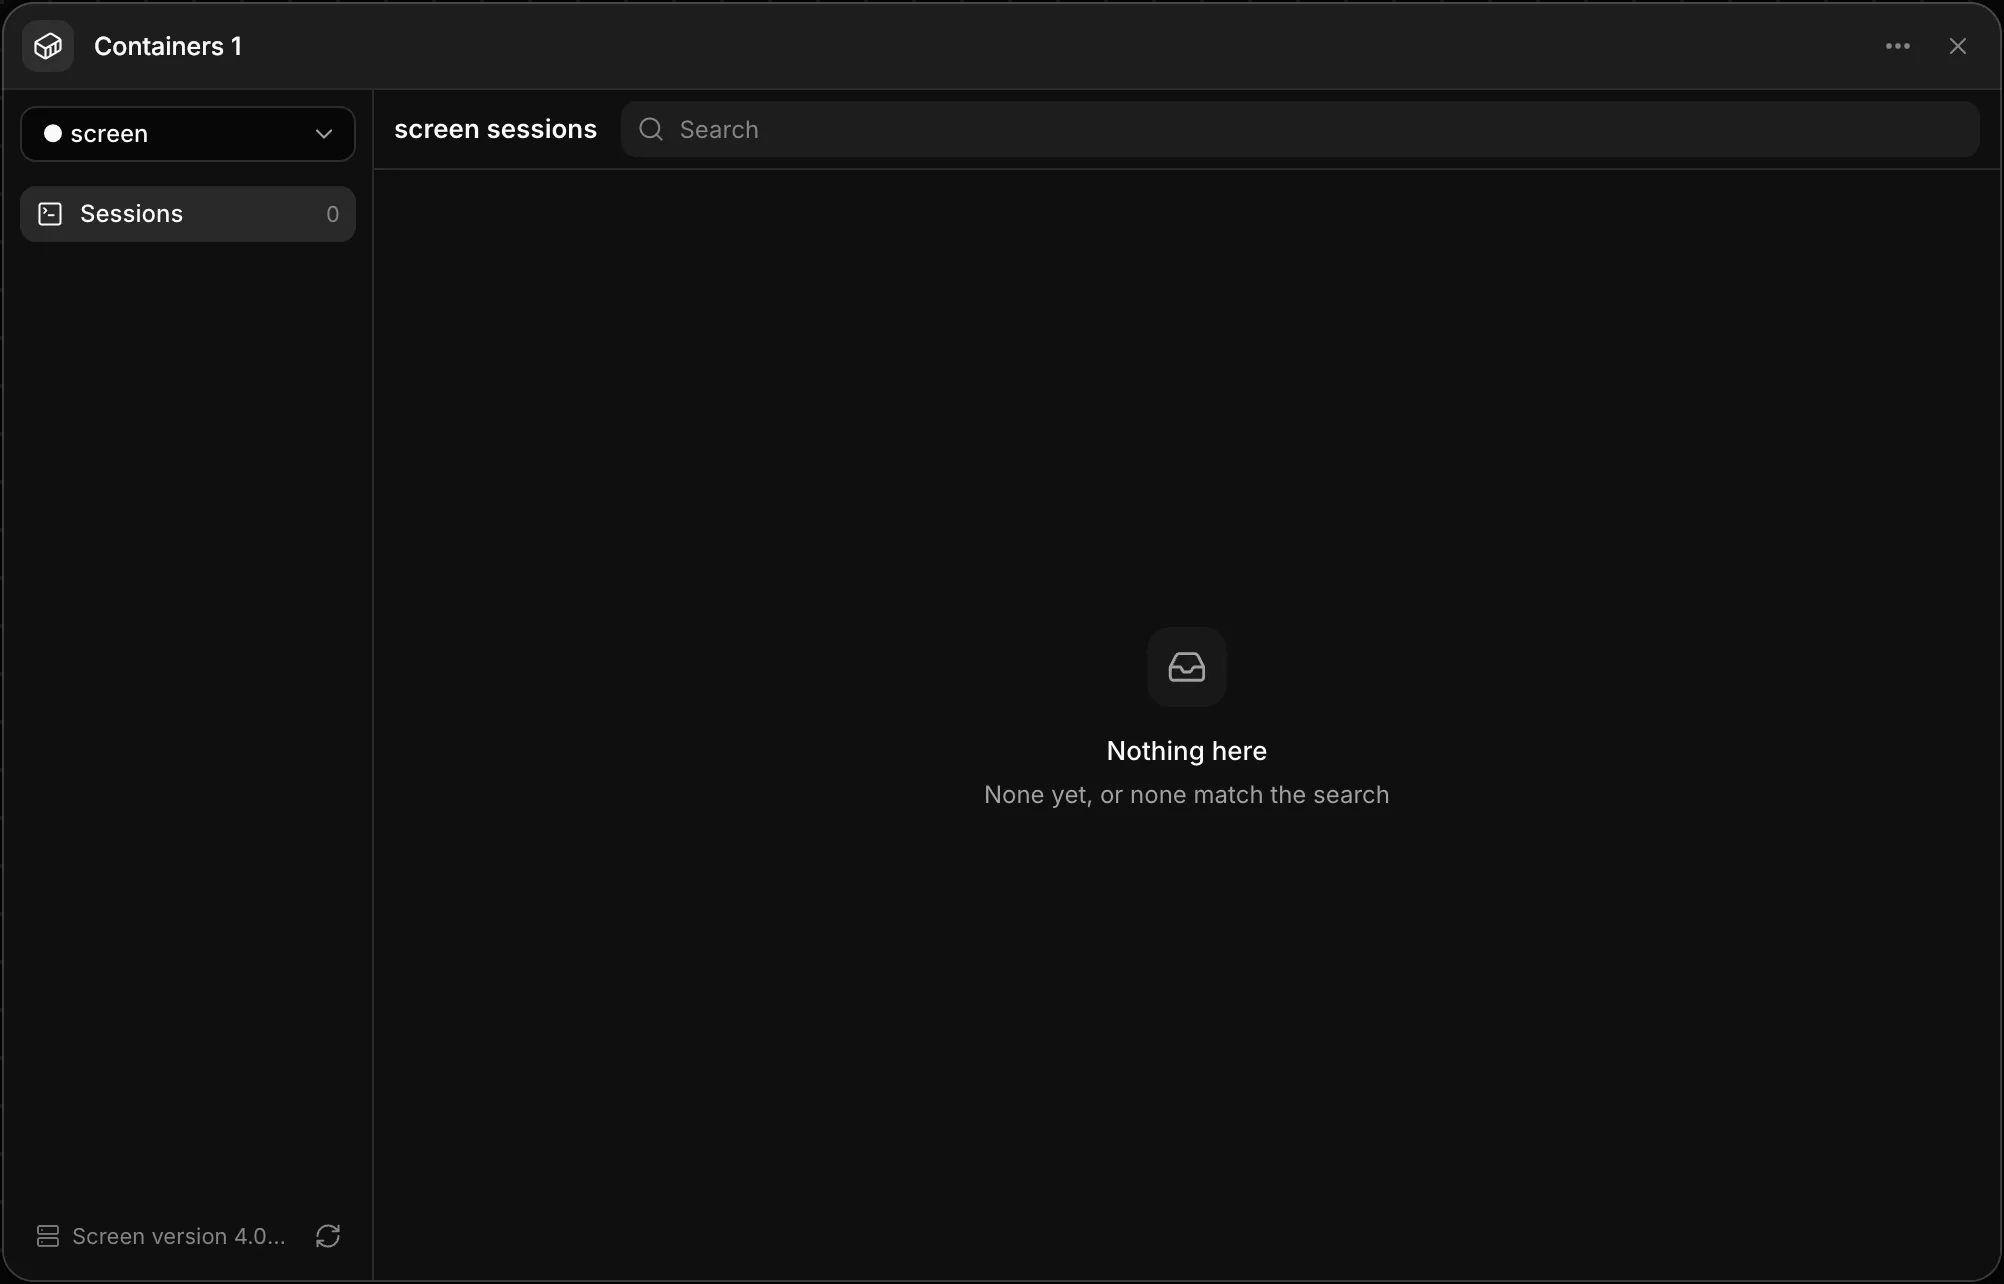 Containers 1
screen
Sessions 0
screen sessions
Search
Nothing here
None yet, or none match the search
Screen version 4.0...